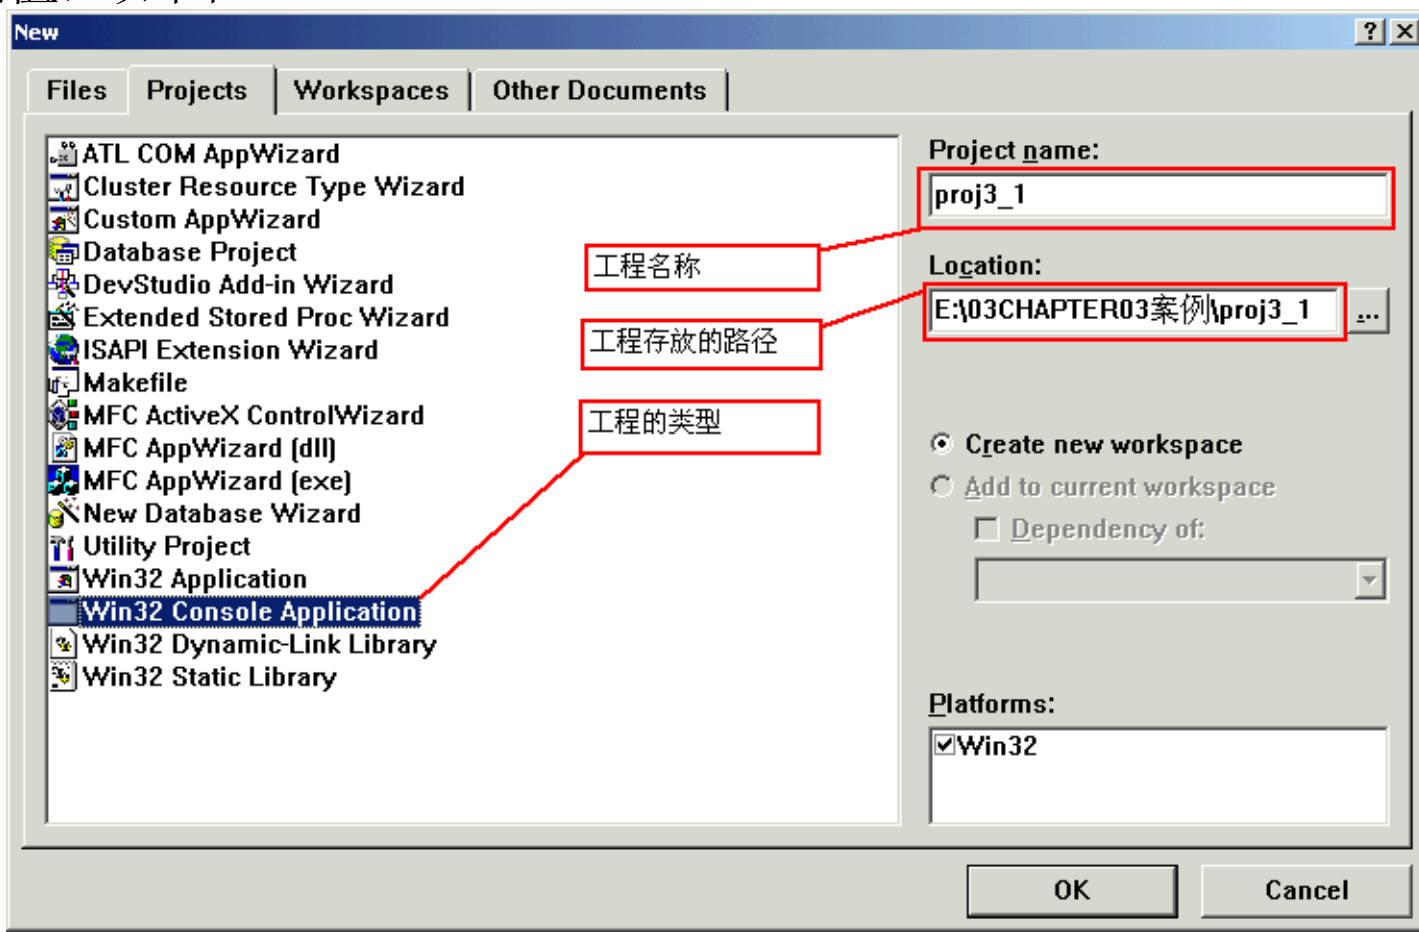 New
Files Projects Workspaces Other Documents
ATL COM AppWizard
Cluster Resource Type Wizard
Custom AppWizard
Database Project
DevStudio Add-in Wizard
Extended Stored Proc Wizard
ISAPI Extension Wizard
Makefile
MFC ActiveX ControlWizard
MFC AppWizard (dll)
MFC AppWizard (exe)
New Database Wizard
Utility Project
Win32 Application
Win32 Console Application
Win32 Dynamic-Link Library
Win32 Static Library
工程名称
工程存放的路径
工程的类型
Project name:
proj3_1
Location:
E:\03CHAPTER03案例\proj3_1
...
Create new workspace
Add to current workspace
Dependency of:
Platforms:
Win32
OK Cancel